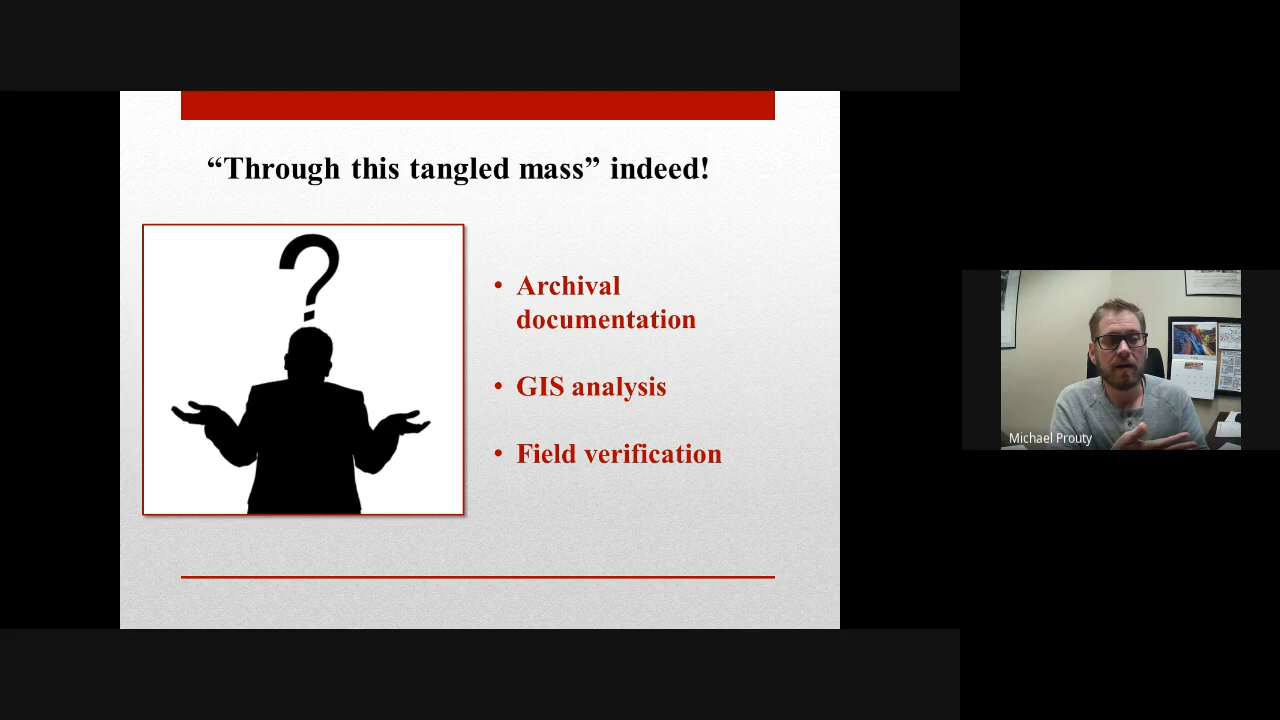 “Through this tangled mass” indeed!
?
• Archival
documentation
• GIS analysis
• Field verification
Michael Prouty